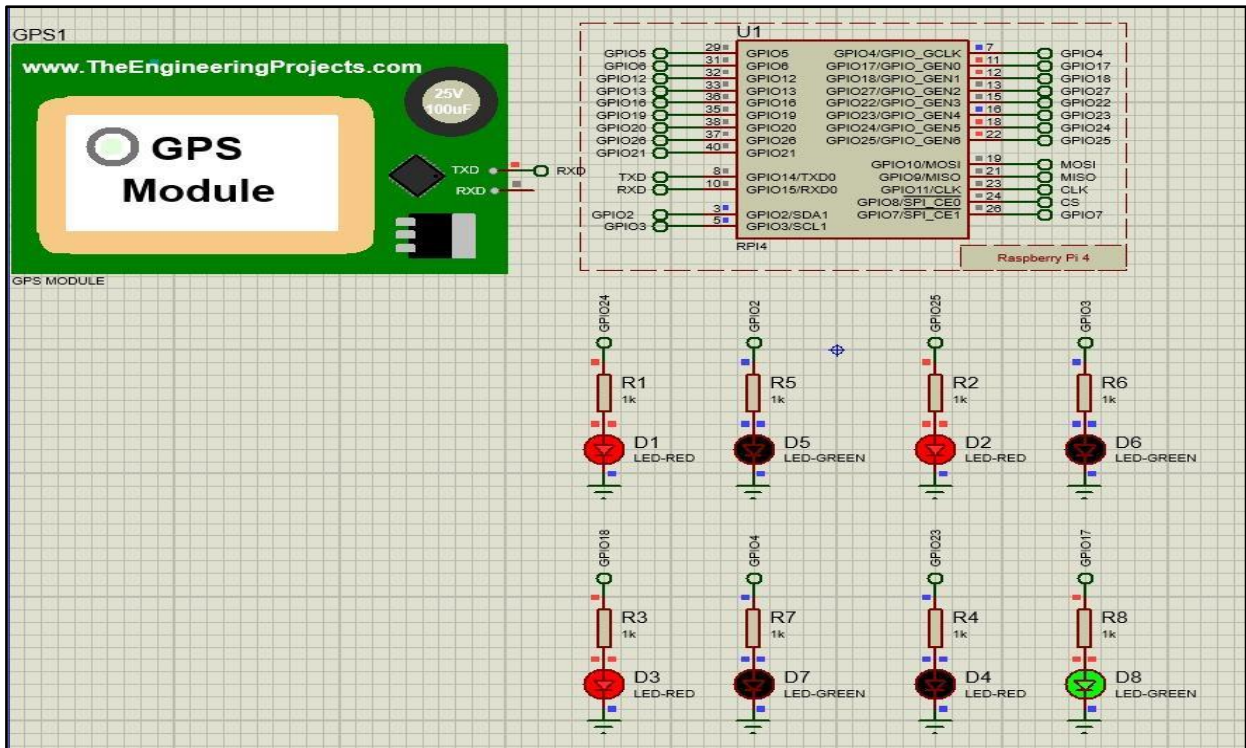 GPS1
www.TheEngineeringProjects.com
25V
100uF
GPS
Module
TXD
RXD
RXD
GPS MODULE
U1
GPIO5 29 GPIO5 GPIO4/GPIO_GCLK 7 GPIO4
GPIO6 31 GPIO6 GPIO17/GPIO_GEN0 11 GPIO17
GPIO12 32 GPIO12 GPIO18/GPIO_GEN1 12 GPIO18
GPIO13 33 GPIO13 GPIO27/GPIO_GEN2 13 GPIO27
GPIO16 36 GPIO16 GPIO22/GPIO_GEN3 15 GPIO22
GPIO19 35 GPIO19 GPIO23/GPIO_GEN4 16 GPIO23
GPIO20 38 GPIO20 GPIO24/GPIO_GEN5 18 GPIO24
GPIO26 37 GPIO26 GPIO25/GPIO_GEN6 22 GPIO25
GPIO21 40 GPIO21
GPIO10/MOSI 19 MOSI
TXD 8 GPIO14/TXD0 GPIO9/MISO 21 MISO
RXD 10 GPIO15/RXD0 GPIO11/CLK 23 CLK
GPIO8/SPI_CE0 24 CS
GPIO2 3 GPIO2/SDA1 GPIO7/SPI_CE1 26 GPIO7
GPIO3 5 GPIO3/SCL1
RPI4
Raspberry Pi 4
GPIO24 GPIO2 GPIO25 GPIO3
R1 R5 R2 R6
1k 1k 1k 1k
D1 D5 D2 D6
LED-RED LED-GREEN LED-RED LED-GREEN
GPIO18 GPIO4 GPIO23 GPIO17
R3 R7 R4 R8
1k 1k 1k 1k
D3 D7 D4 D8
LED-RED LED-GREEN LED-RED LED-GREEN